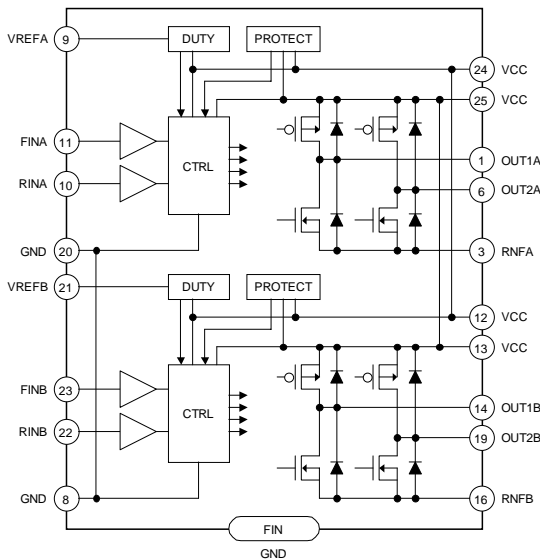 VREFA 9 DUTY PROTECT
24 VCC
25 VCC
FINA 11
CTRL
1 OUT1A
RINA 10
6 OUT2A
GND 20
3 RNFA
VREFB 21 DUTY PROTECT
12 VCC
13 VCC
FINB 23
CTRL
14 OUT1B
RINB 22
19 OUT2B
GND 8
16 RNFB
FIN
GND